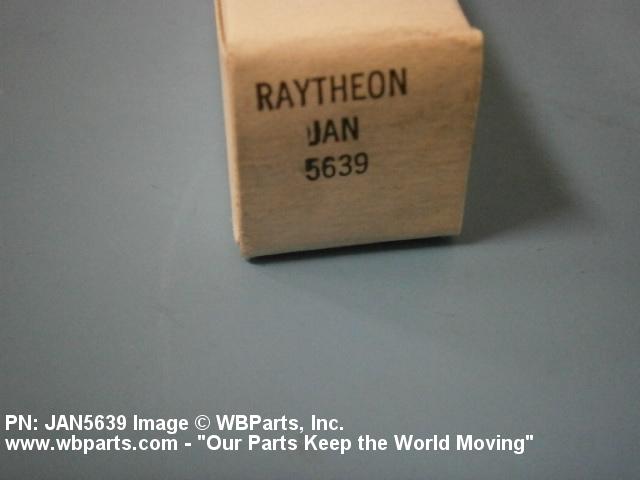 RAYTHEON
JAN
5639
PN: JAN5639 Image © WBParts, Inc.
www.wbparts.com - "Our Parts Keep the World Moving"